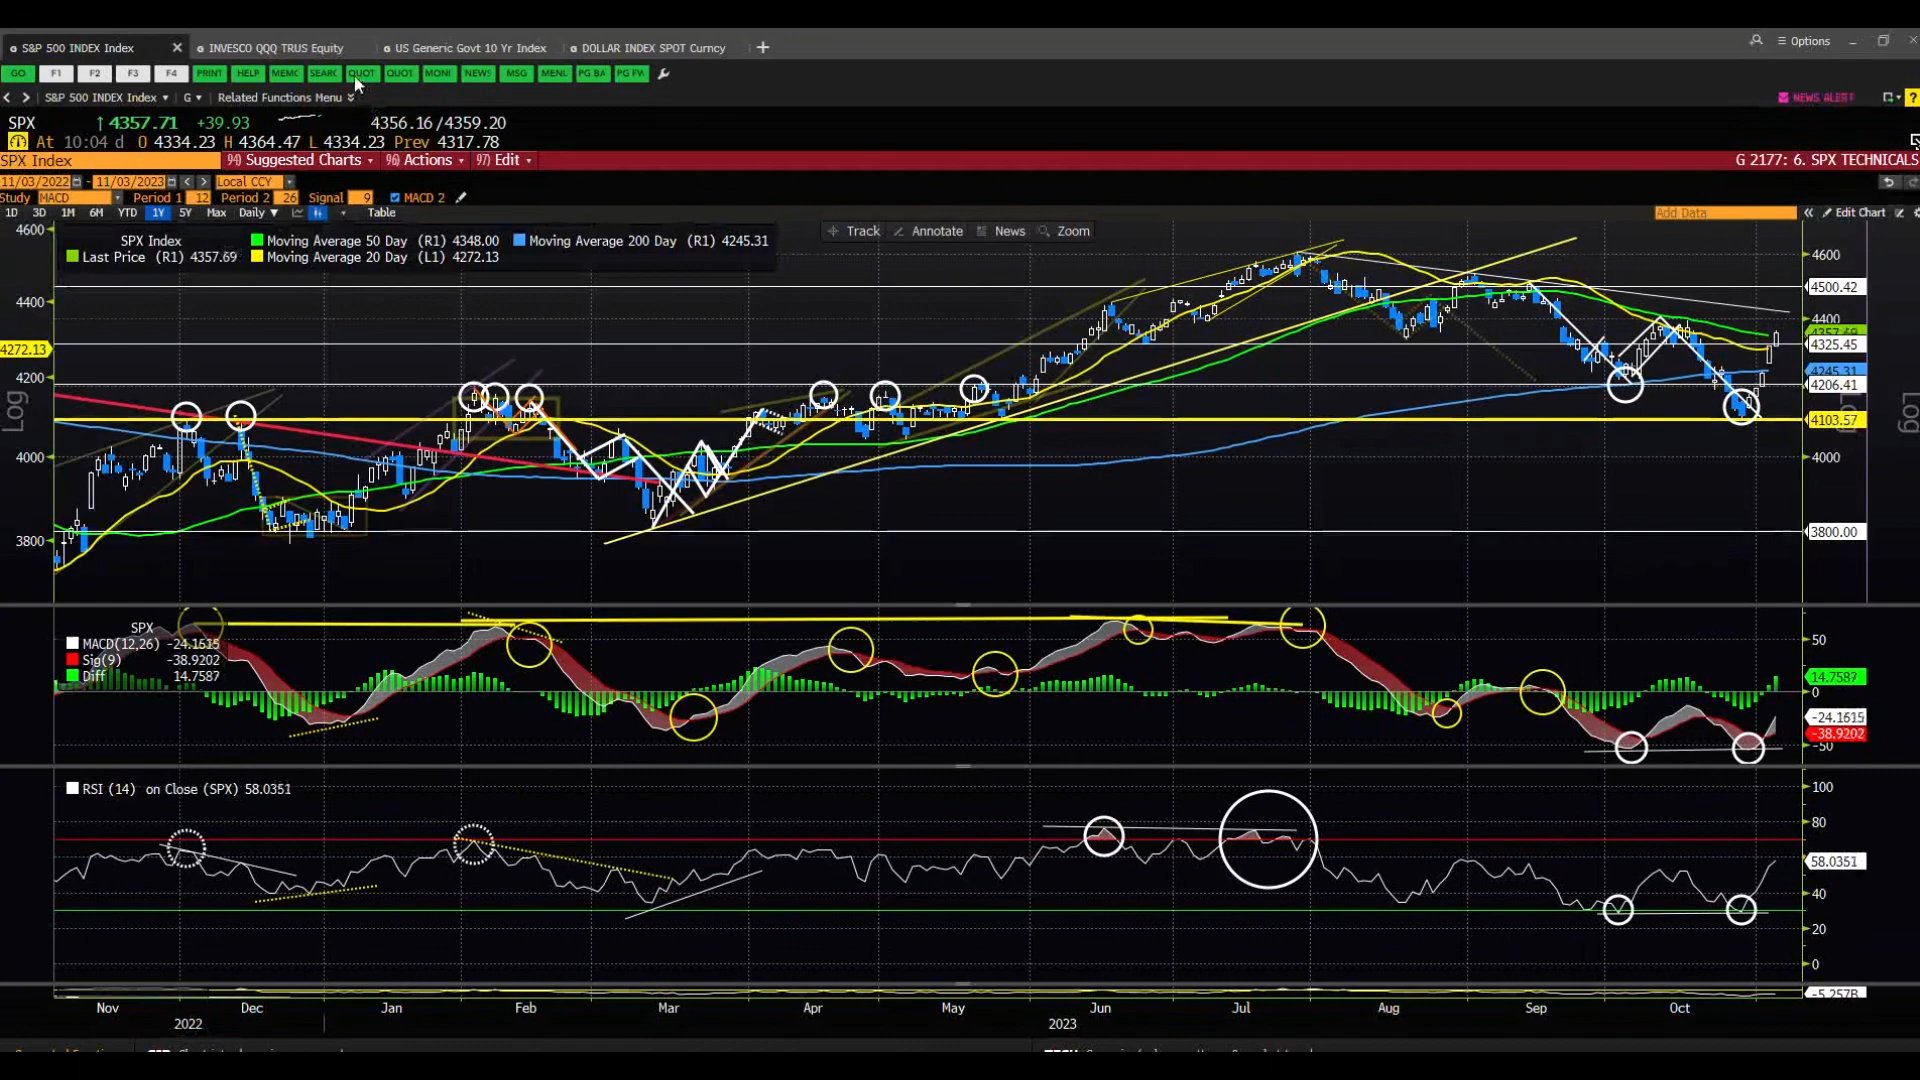 S&P 500 INDEX Index
INVESCO QQQ TRUS Equity
US Generic Govt 10 Yr Index
DOLLAR INDEX SPOT Curncy
Options
GO F1 F2 F3 F4 PRINT HELP MEMO SEARC QUOT QUOT MONI NEWS MSG MENU PG BA PG FW
S&P 500 INDEX Index G Related Functions Menu
NEWS ALERT
SPX 4357.71 +39.93 4356.16/4359.20
At 10:04 d O 4334.23 H 4364.47 L 4334.23 Prev 4317.78
SPX Index 94) Suggested Charts 96) Actions 97) Edit G 2177: 6. SPX TECHNICALS
11/03/2022 - 11/03/2023 Local CCY
Study MACD Period 1 12 Period 2 26 Signal 9 MACD 2
1D 3D 1M 6M YTD 1Y 5Y Max Daily Table Add Data Edit Chart
Track Annotate News Zoom
SPX Index
Moving Average 50 Day (R1) 4348.00
Moving Average 200 Day (R1) 4245.31
Last Price (R1) 4357.69
Moving Average 20 Day (L1) 4272.13
4600
4400
4272.13
4200
4000
3800
Log
4600
4500.42
4400
4357.69
4325.45
4245.31
4206.41
4103.57
4000
3800.00
Log
SPX
MACD(12,26) -24.1615
Sig(9) -38.9202
Diff 14.7587
50
14.7587
0
-24.1615
-38.9202
-50
RSI (14) on Close (SPX) 58.0351
100
80
58.0351
40
20
0
-5.257B
Nov Dec Jan Feb Mar Apr May Jun Jul Aug Sep Oct
2022 2023